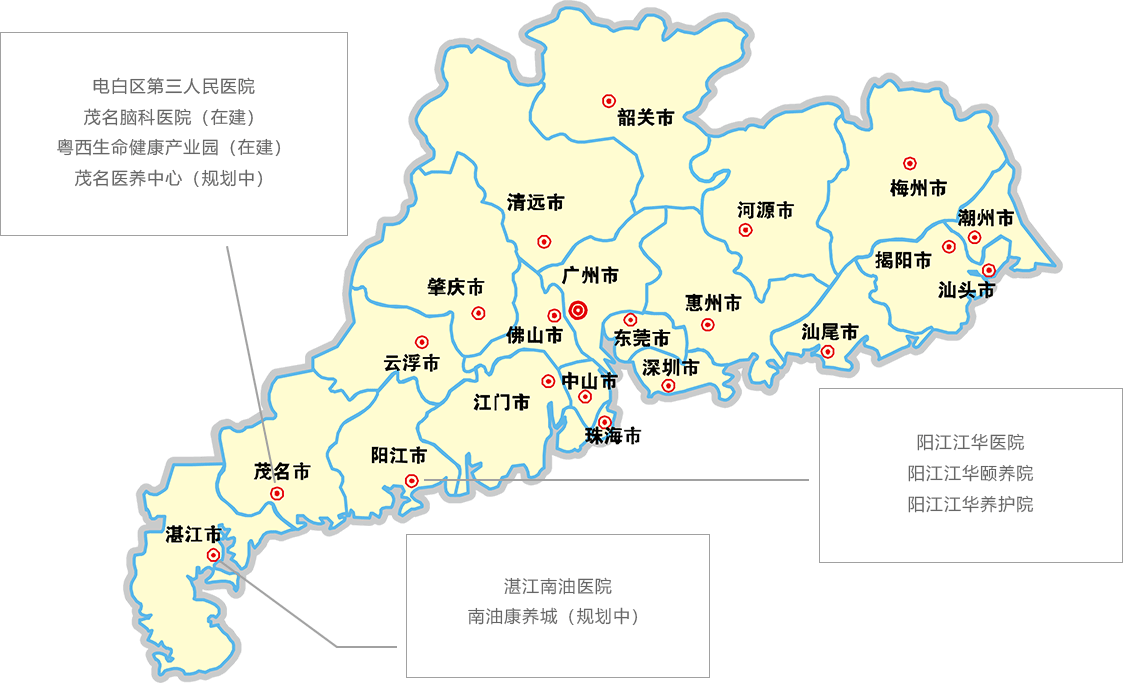 电白区第三人民医院
茂名脑科医院（在建）
粤西生命健康产业园（在建）
茂名医养中心（规划中）
韶关市
梅州市
清远市
河源市
潮州市
揭阳市
广州市
肇庆市
汕头市
惠州市
佛山市
东莞市
汕尾市
云浮市
深圳市
中山市
江门市
珠海市
阳江市
茂名市
湛江市
阳江江华医院
阳江江华颐养院
阳江江华养护院
湛江南油医院
南油康养城（规划中）